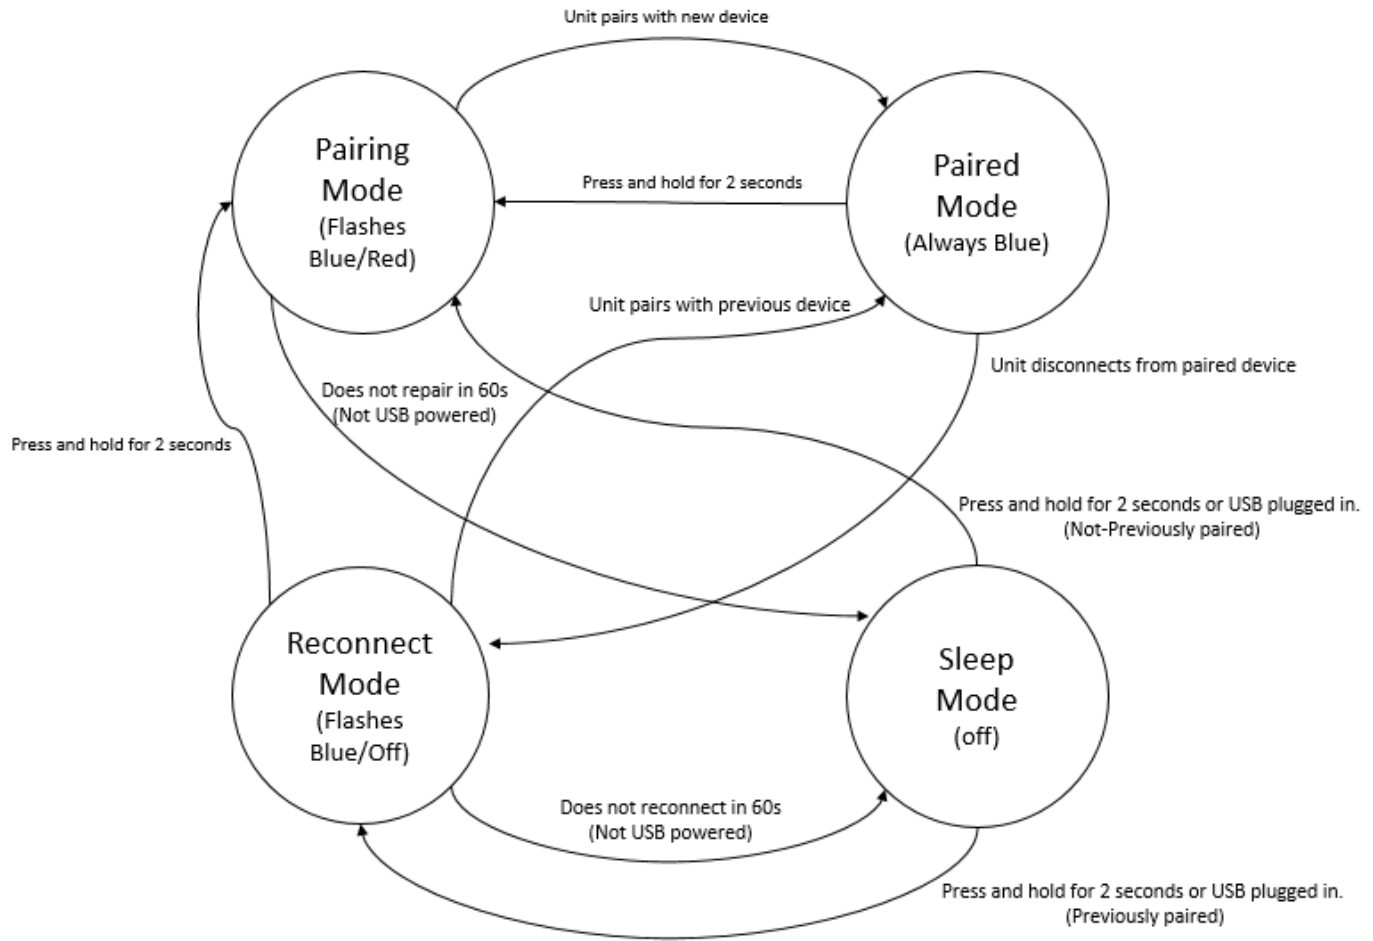 Unit pairs with new device
Pairing
Mode
(Flashes
Blue/Red)
Press and hold for 2 seconds
Paired
Mode
(Always Blue)
Unit pairs with previous device
Unit disconnects from paired device
Does not repair in 60s
(Not USB powered)
Press and hold for 2 seconds
Press and hold for 2 seconds or USB plugged in.
(Not-Previously paired)
Reconnect
Mode
(Flashes
Blue/Off)
Sleep
Mode
(off)
Does not reconnect in 60s
(Not USB powered)
Press and hold for 2 seconds or USB plugged in.
(Previously paired)